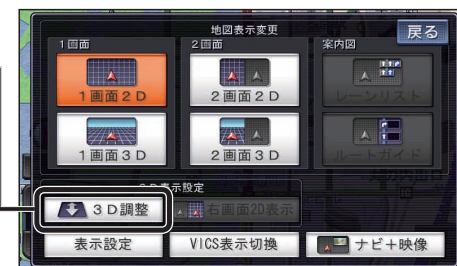 地図表示変更
戻る
1画面 2画面 案内図
1画面2D 2画面2D レーンリスト
1画面3D 2画面3D ルートガイド
3D表示設定
3D調整 右画面2D表示
表示設定 VICS表示切換 ナビ+映像